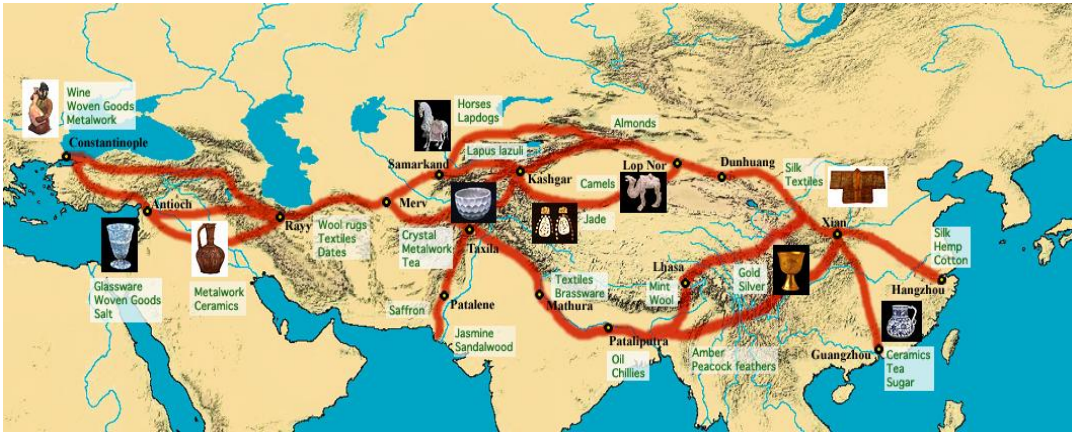 Wine
Woven Goods
Metalwork
Constantinople
Antioch
Glassware
Woven Goods
Salt
Metalwork
Ceramics
Rayy
Wool rugs
Textiles
Dates
Merv
Samarkand
Horses
Lapdogs
Lapus lazuli
Kashgar
Crystal
Metalwork
Tea
Taxila
Saffron
Patalene
Jasmine
Sandalwood
Textiles
Brassware
Mathura
Pataliputra
Oil
Chillies
Almonds
Lop Nor
Camels
Jade
Dunhuang
Silk
Textiles
Xian
Lhasa
Mint
Wool
Gold
Silver
Amber
Peacock feathers
Silk
Hemp
Cotton
Hangzhou
Guangzhou
Ceramics
Tea
Sugar